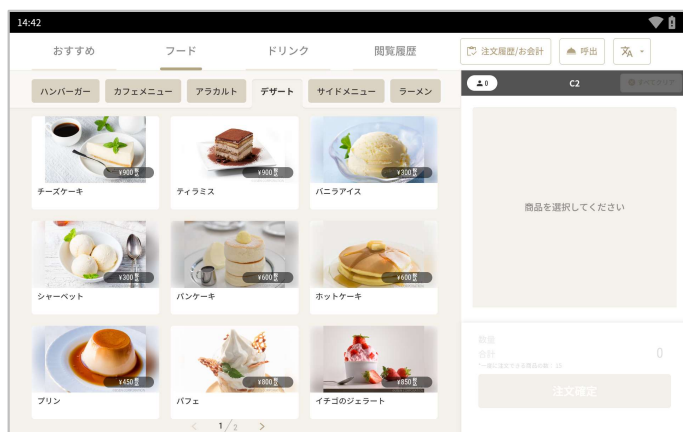 14:42
おすすめ
フード
ドリンク
閲覧履歴
注文履歴/お会計
呼出
ハンバーガー
カフェメニュー
アラカルト
デザート
サイドメニュー
ラーメン
0
C2
¥900
¥900
¥300
チーズケーキ
ティラミス
バニラアイス
商品を選択してください
¥300
¥600
¥600
シャーベット
パンケーキ
ホットケーキ
¥450
¥800
¥850
プリン
パフェ
イチゴのジェラート
数量
合計
0
注文確定
1/2